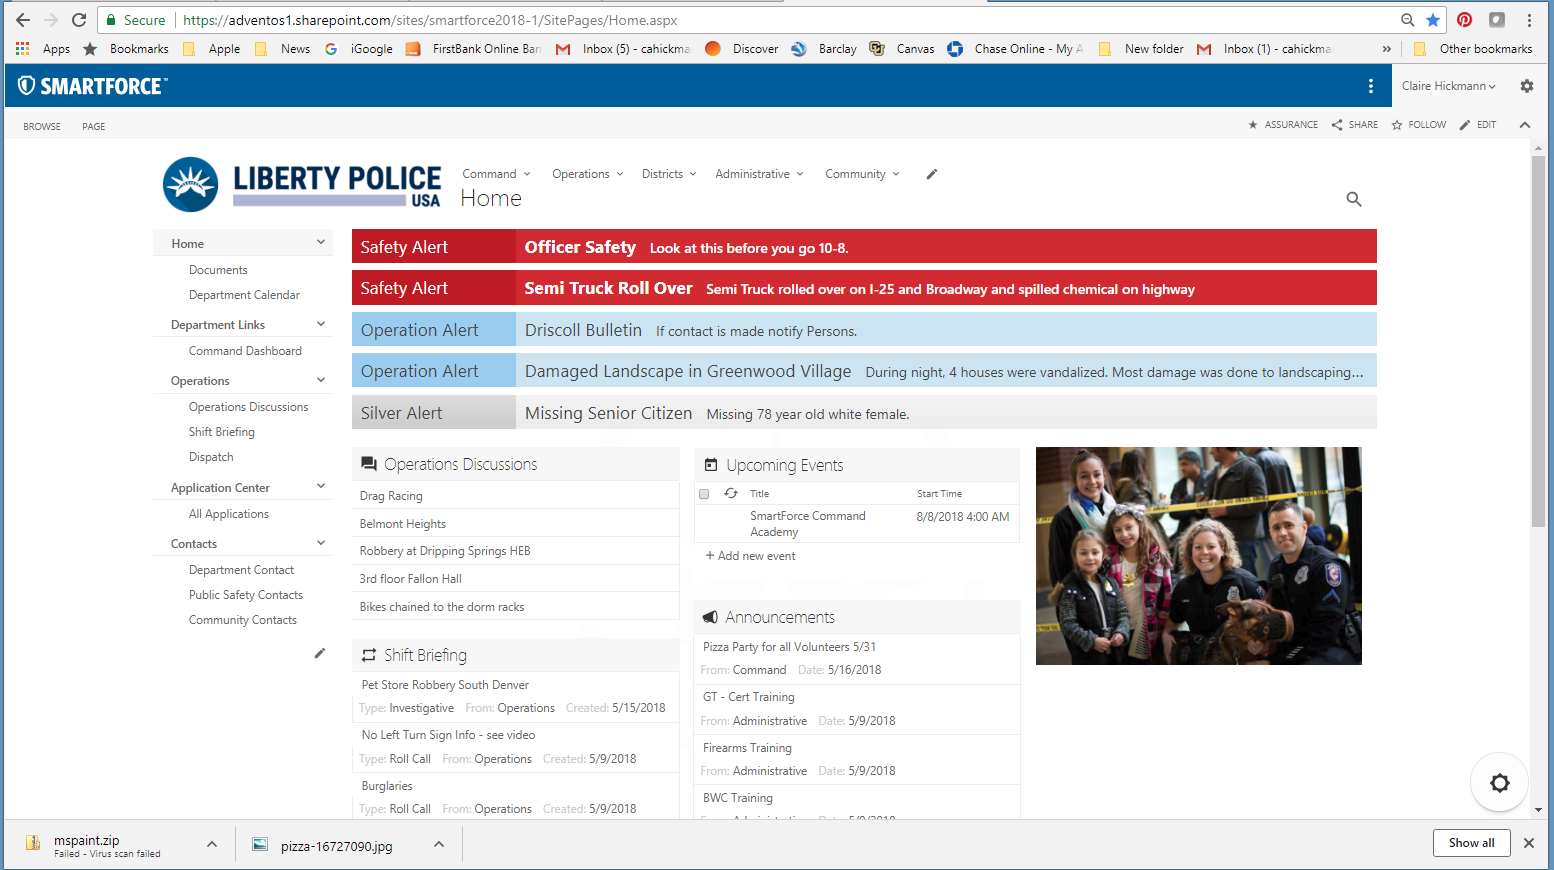 Secure
https://adventos1.sharepoint.com/sites/smartforce2018-1/SitePages/Home.aspx
Apps Bookmarks Apple News iGoogle FirstBank Online Ban Inbox (5) - cahickma Discover Barclay Canvas Chase Online - My A New folder Inbox (1) - cahickma » Other bookmarks
SMARTFORCE™
Claire Hickmann
BROWSE PAGE
ASSURANCE SHARE FOLLOW EDIT
LIBERTY POLICE
USA
Command Operations Districts Administrative Community
Home
Home
Documents
Department Calendar
Department Links
Command Dashboard
Operations
Operations Discussions
Shift Briefing
Dispatch
Application Center
All Applications
Contacts
Department Contact
Public Safety Contacts
Community Contacts
Safety Alert Officer Safety Look at this before you go 10-8.
Safety Alert Semi Truck Roll Over Semi Truck rolled over on I-25 and Broadway and spilled chemical on highway
Operation Alert Driscoll Bulletin If contact is made notify Persons.
Operation Alert Damaged Landscape in Greenwood Village During night, 4 houses were vandalized. Most damage was done to landscaping...
Silver Alert Missing Senior Citizen Missing 78 year old white female.
Operations Discussions
Drag Racing
Belmont Heights
Robbery at Dripping Springs HEB
3rd floor Fallon Hall
Bikes chained to the dorm racks
Shift Briefing
Pet Store Robbery South Denver
Type: Investigative From: Operations Created: 5/15/2018
No Left Turn Sign Info - see video
Type: Roll Call From: Operations Created: 5/9/2018
Burglaries
Type: Roll Call From: Operations Created: 5/9/2018
Upcoming Events
Title Start Time
SmartForce Command 8/8/2018 4:00 AM
Academy
+ Add new event
Announcements
Pizza Party for all Volunteers 5/31
From: Command Date: 5/16/2018
GT - Cert Training
From: Administrative Date: 5/9/2018
Firearms Training
From: Administrative Date: 5/9/2018
BWC Training
mspaint.zip
Failed - Virus scan failed
pizza-16727090.jpg
Show all